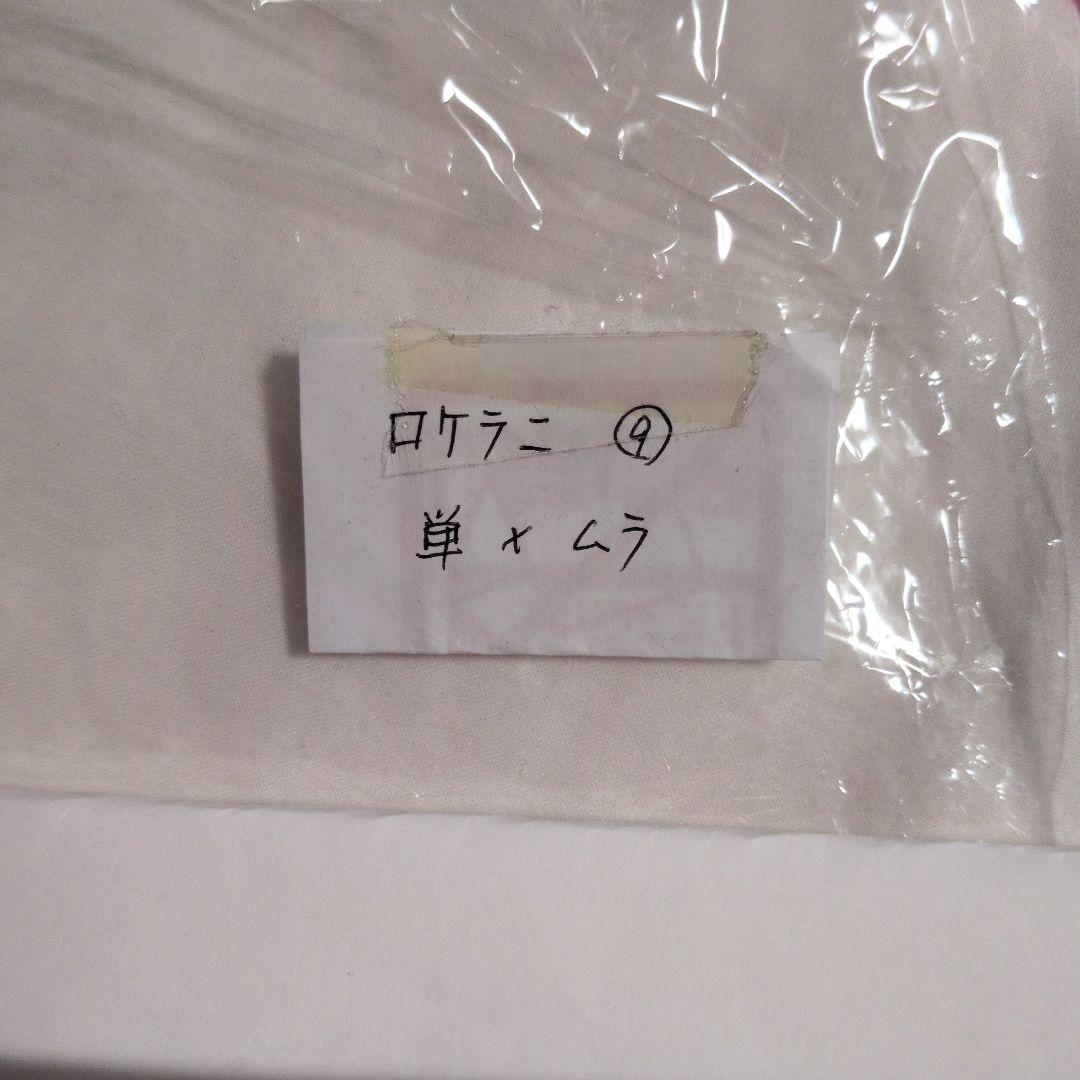 ロケラニ ⑨
単 × ムラ